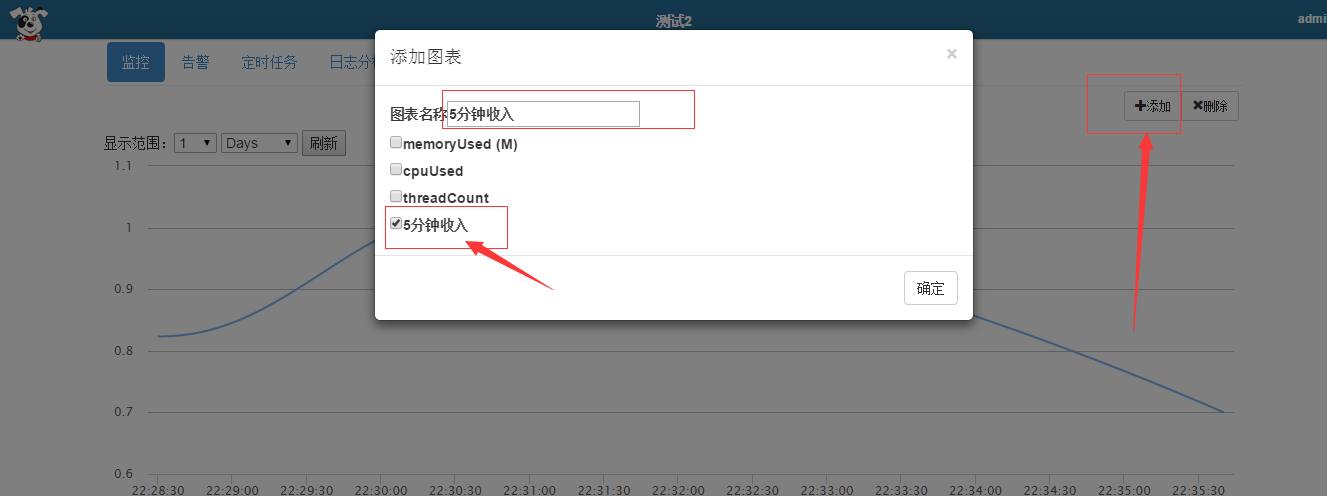 测试2
admi
监控
告警
定时任务
日志分
添加图表
×
图表名称 5分钟收入
memoryUsed (M)
cpuUsed
threadCount
5分钟收入
确定
添加
删除
显示范围： 1 Days 刷新
1.1
1
0.9
0.8
0.7
0.6
22:28:30 22:29:00 22:29:30 22:30:00 22:30:30 22:31:00 22:31:30 22:32:00 22:32:30 22:33:00 22:33:30 22:34:00 22:34:30 22:35:00 22:35:30